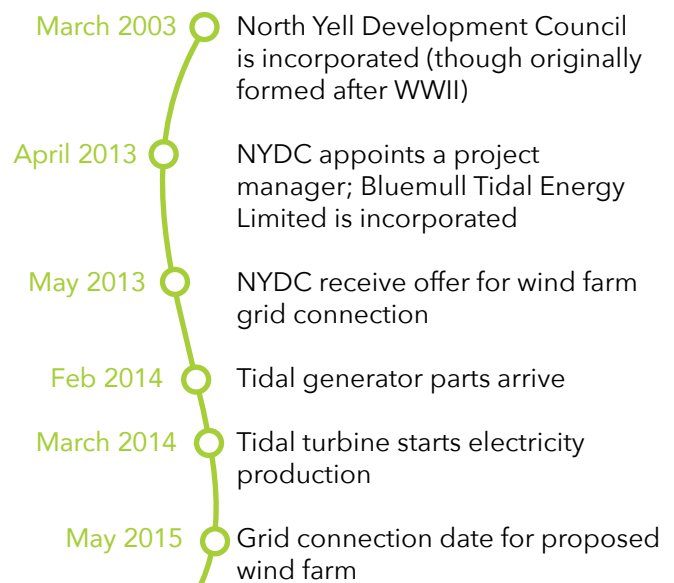 March 2003
North Yell Development Council
is incorporated (though originally
formed after WWII)
April 2013
NYDC appoints a project
manager; Bluemull Tidal Energy
Limited is incorporated
May 2013
NYDC receive offer for wind farm
grid connection
Feb 2014
Tidal generator parts arrive
March 2014
Tidal turbine starts electricity
production
May 2015
Grid connection date for proposed
wind farm